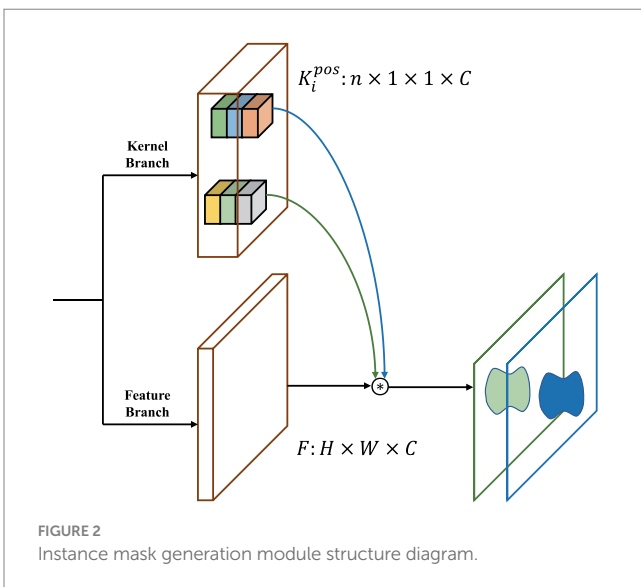 K_i^{pos}: n × 1 × 1 × C
Kernel
Branch
Feature
Branch
*
F: H × W × C
FIGURE 2
Instance mask generation module structure diagram.